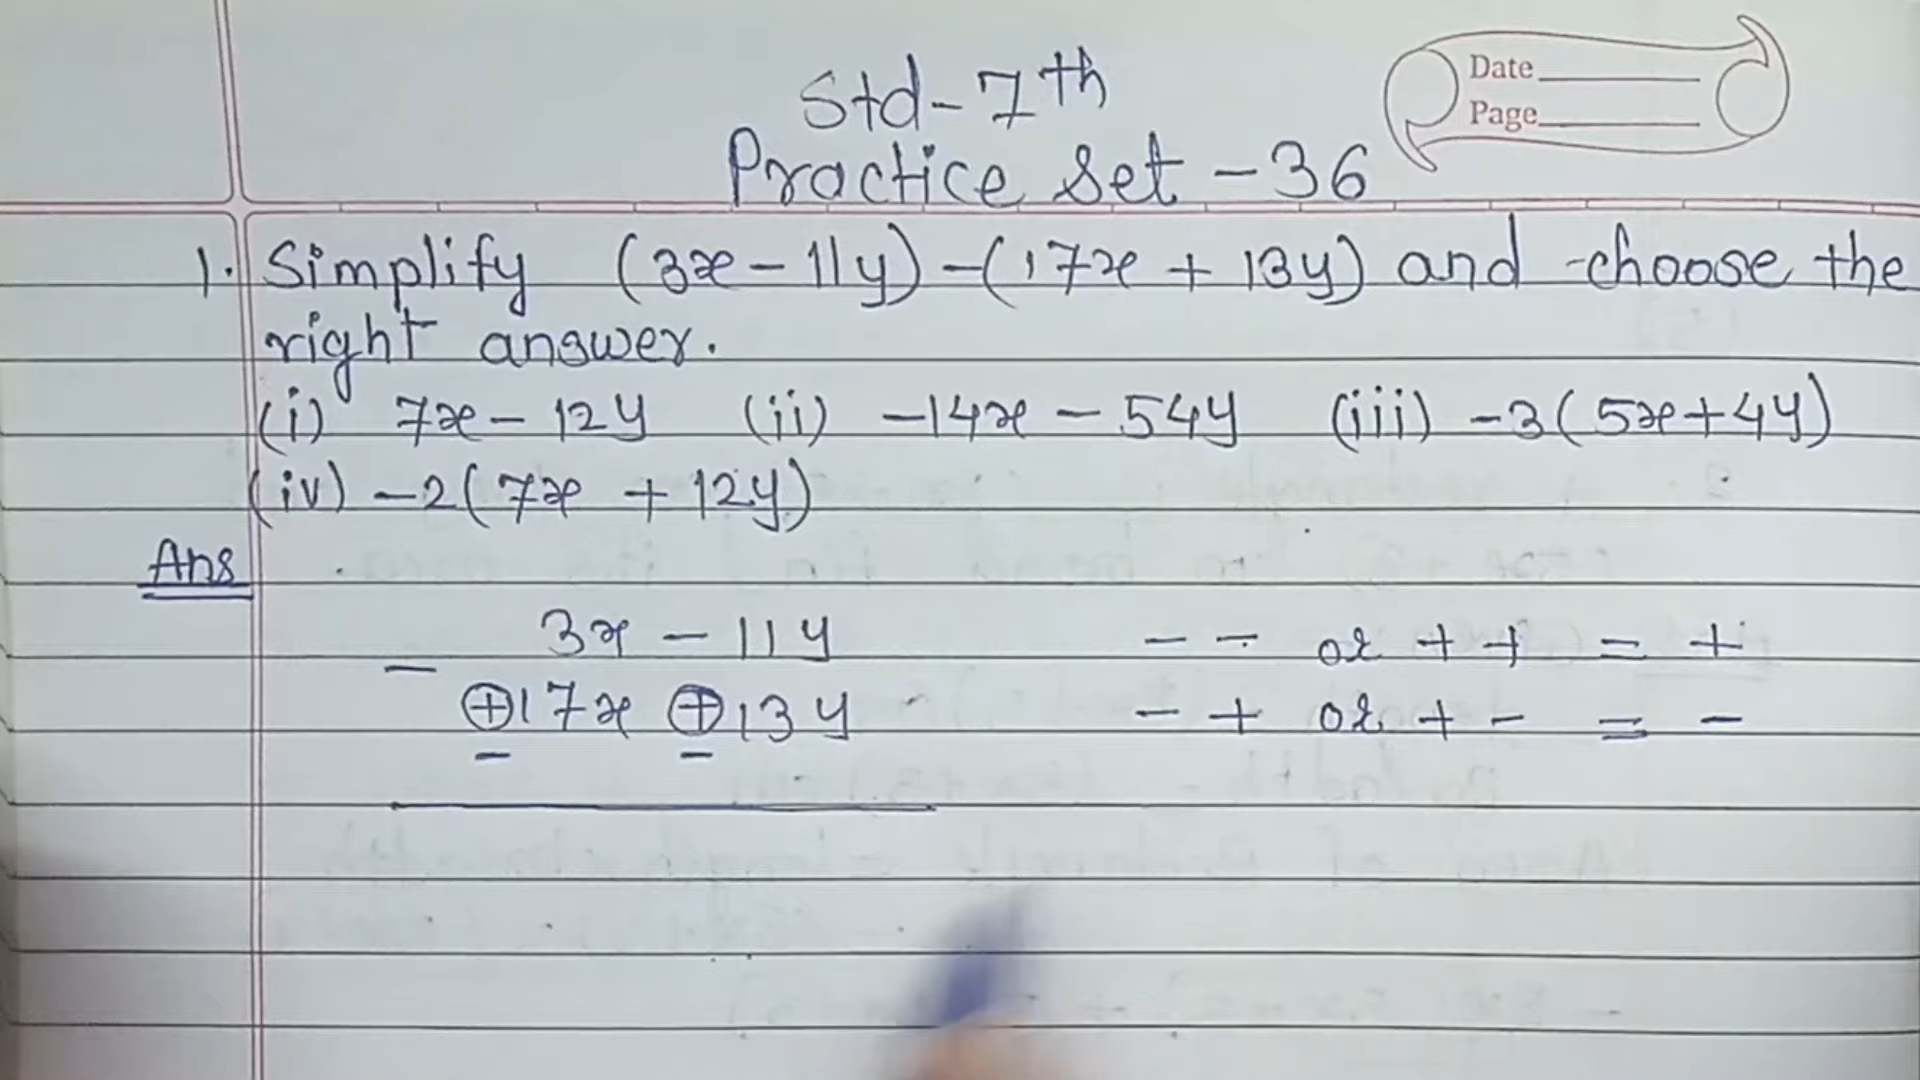 Std-7th
Date
Page
Practice Set-36
1. Simplify (3x-11y)-(17x+13y) and choose the
right answer.
(i) 7x-12y (ii) -14x-54y (iii) -3(5x+4y)
(iv) -2(7x+12y)
Ans
3x - 11y - - or + + = +
-
⊕17x ⊕13y - + or + - = -
- -